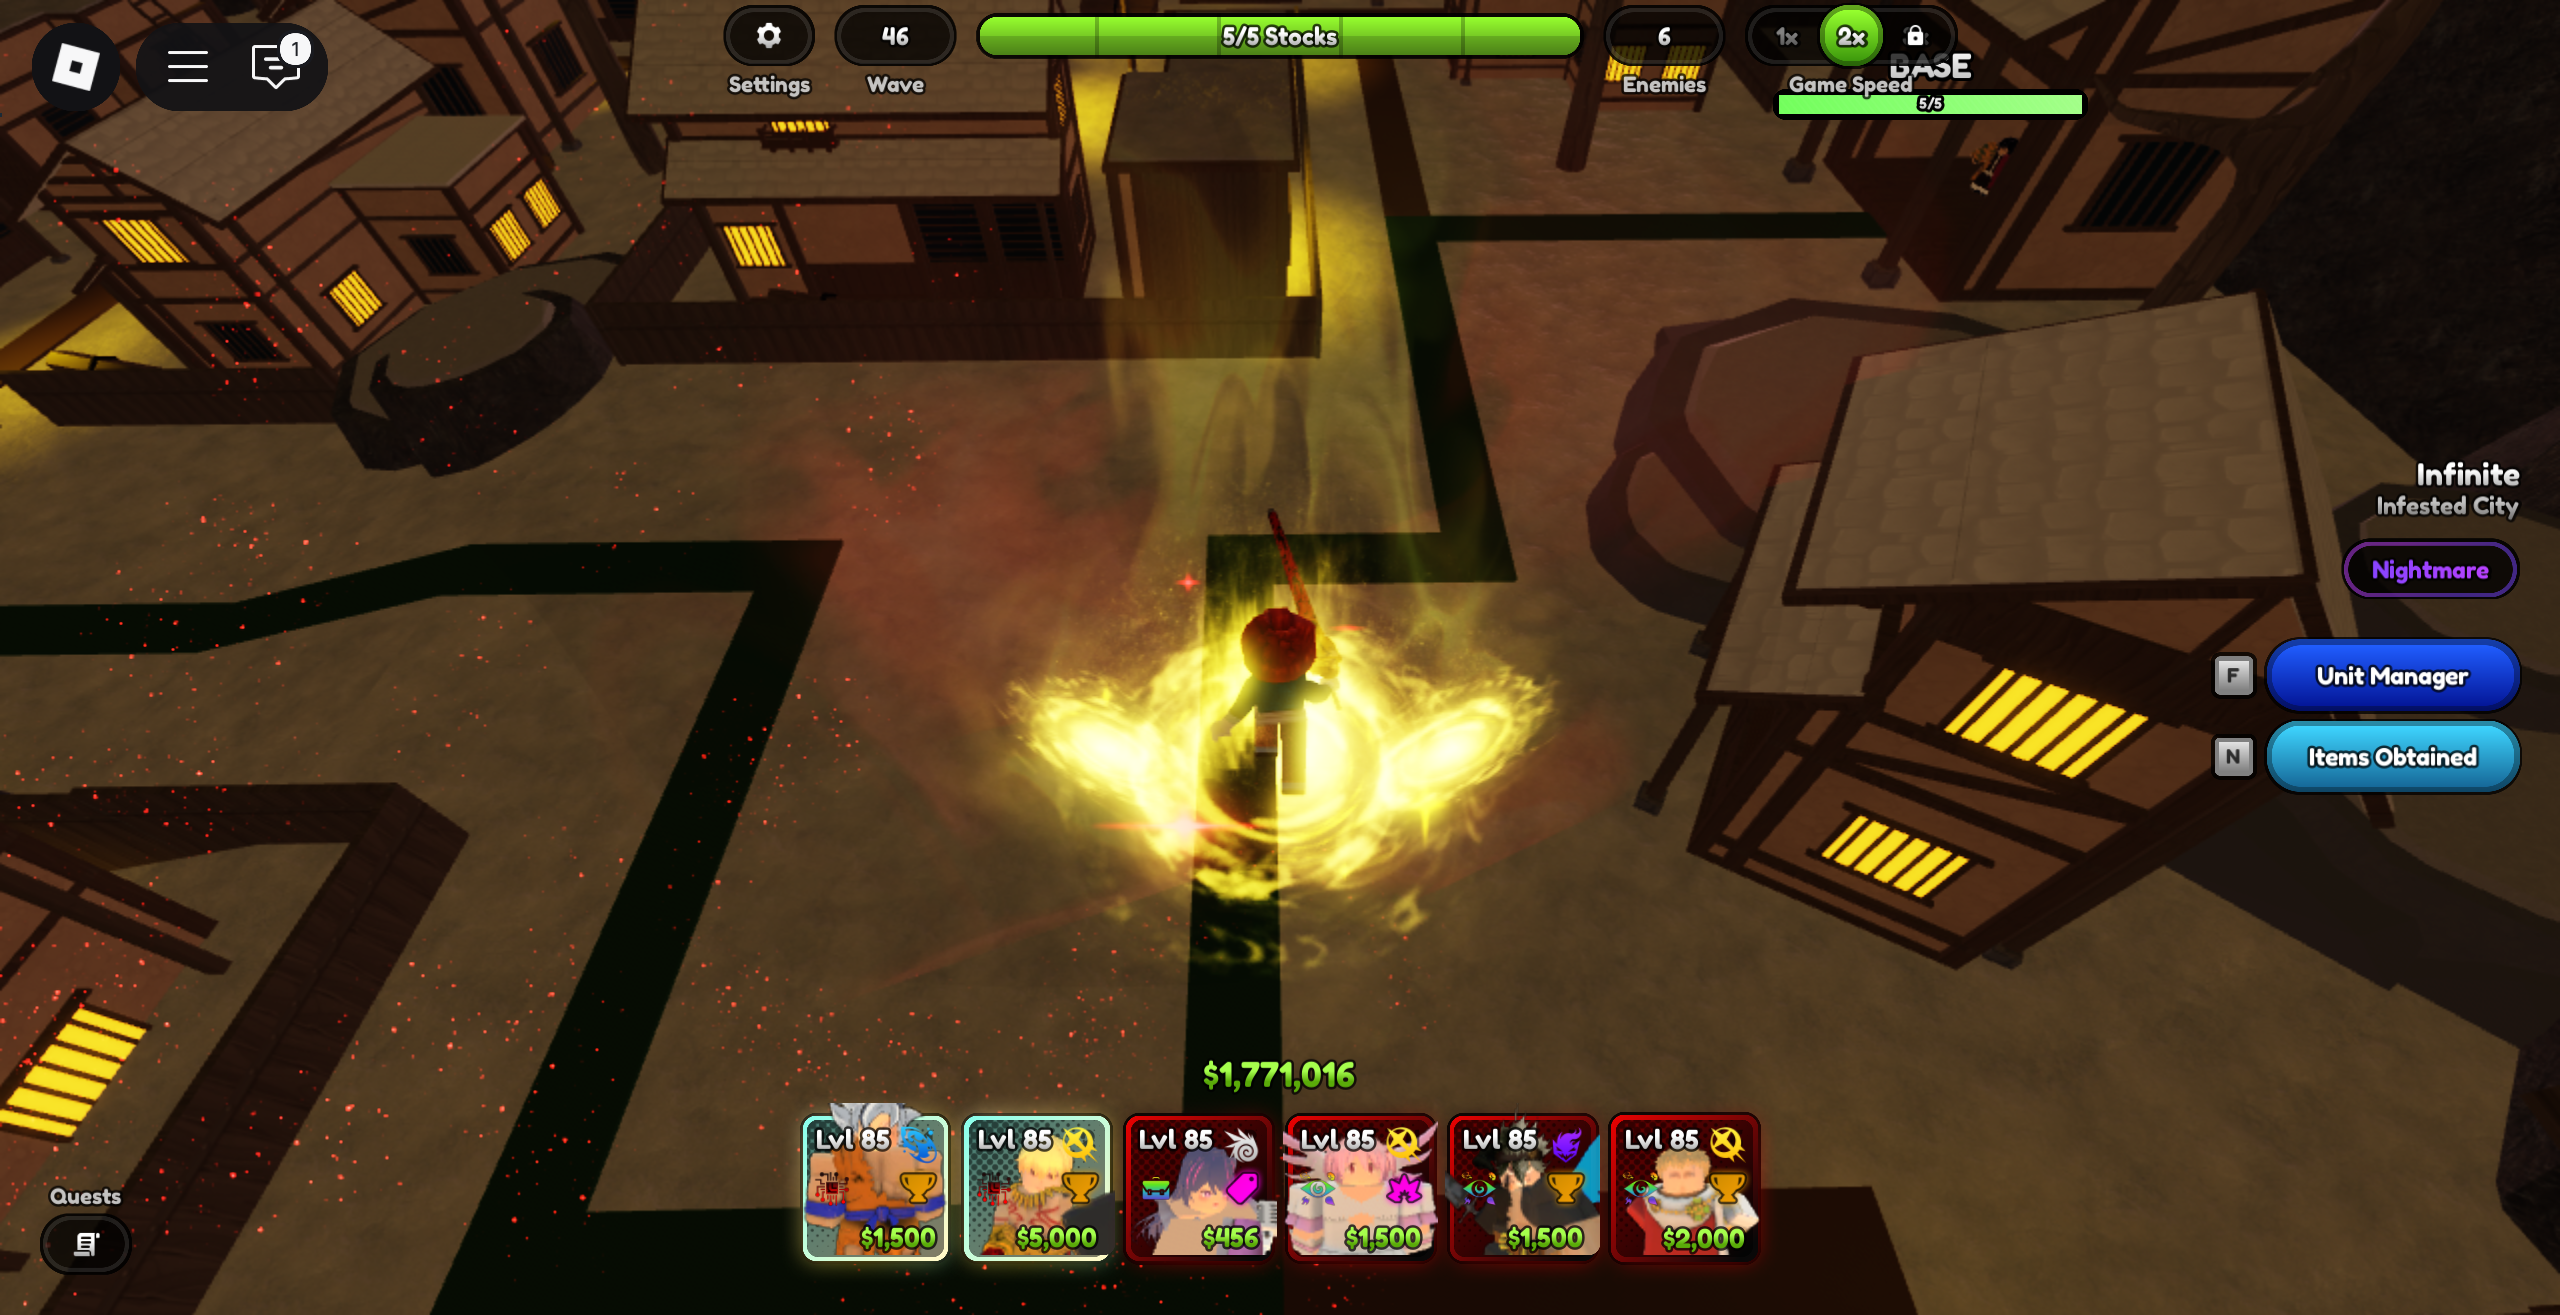 1
46
5/5 Stocks
6
1x
2x
Settings
Wave
Enemies
Game Speed
BASE
5/5
Infinite
Infested City
Nightmare
F
Unit Manager
N
Items Obtained
$1,771,016
Lvl 85
Lvl 85
Lvl 85
Lvl 85
Lvl 85
Lvl 85
$1,500
$5,000
$456
$1,500
$1,500
$2,000
Quests